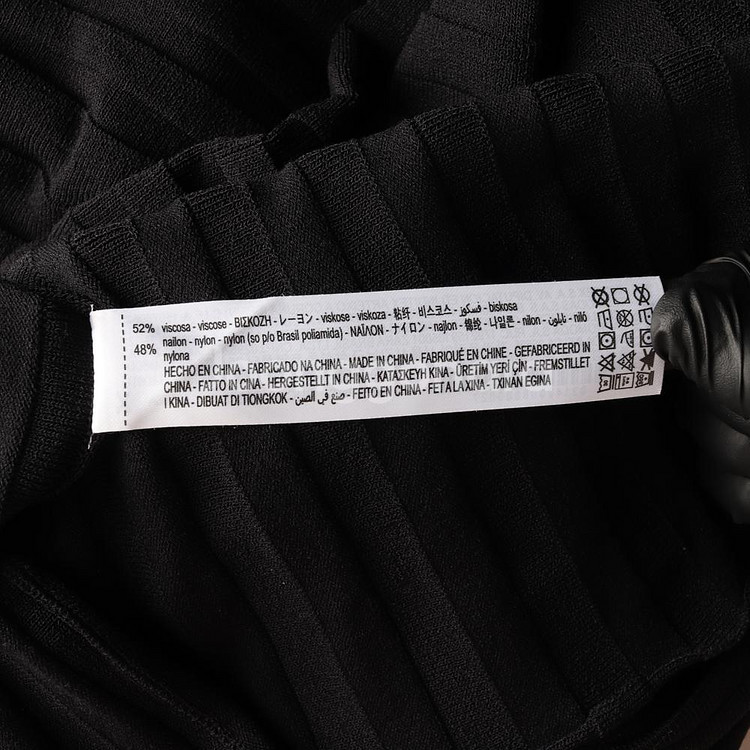 52% viscosa - viscose - ΒΙΣΚΟΖΗ - レーヨン - viskose - viskoza - 粘纤 - 비스코스 - فسكوز - biskosa
48% nailon - nylon - nylon (so p/o Brasil poliamida) - ΝΑΪΛΟΝ - ナイロン - najlon - 锦纶 - 나일론 - nilon - نايلون - niló
nylona
HECHO EN CHINA - FABRICADO NA CHINA - MADE IN CHINA - FABRIQUÉ EN CHINE - GEFABRICEERD IN
CHINA - FATTO IN CINA - HERGESTELLT IN CHINA - ΚΑΤΑΣΚΕΥΗ ΚΙΝΑ - ÜRETİM YERİ ÇİN - FREMSTILLET
I KINA - DIBUAT DI TIONGKOK - صنع في الصين - FEITO EN CHINA - FET A LA XINA - TXINAN EGINA